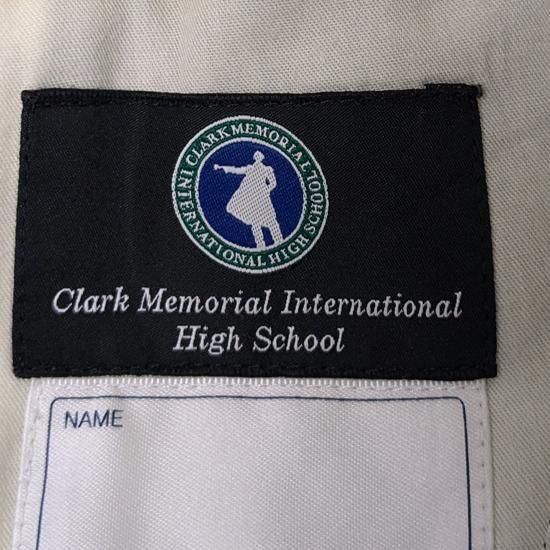 CLARK MEMORIAL
INTERNATIONAL HIGH SCHOOL
Clark Memorial International
High School
NAME